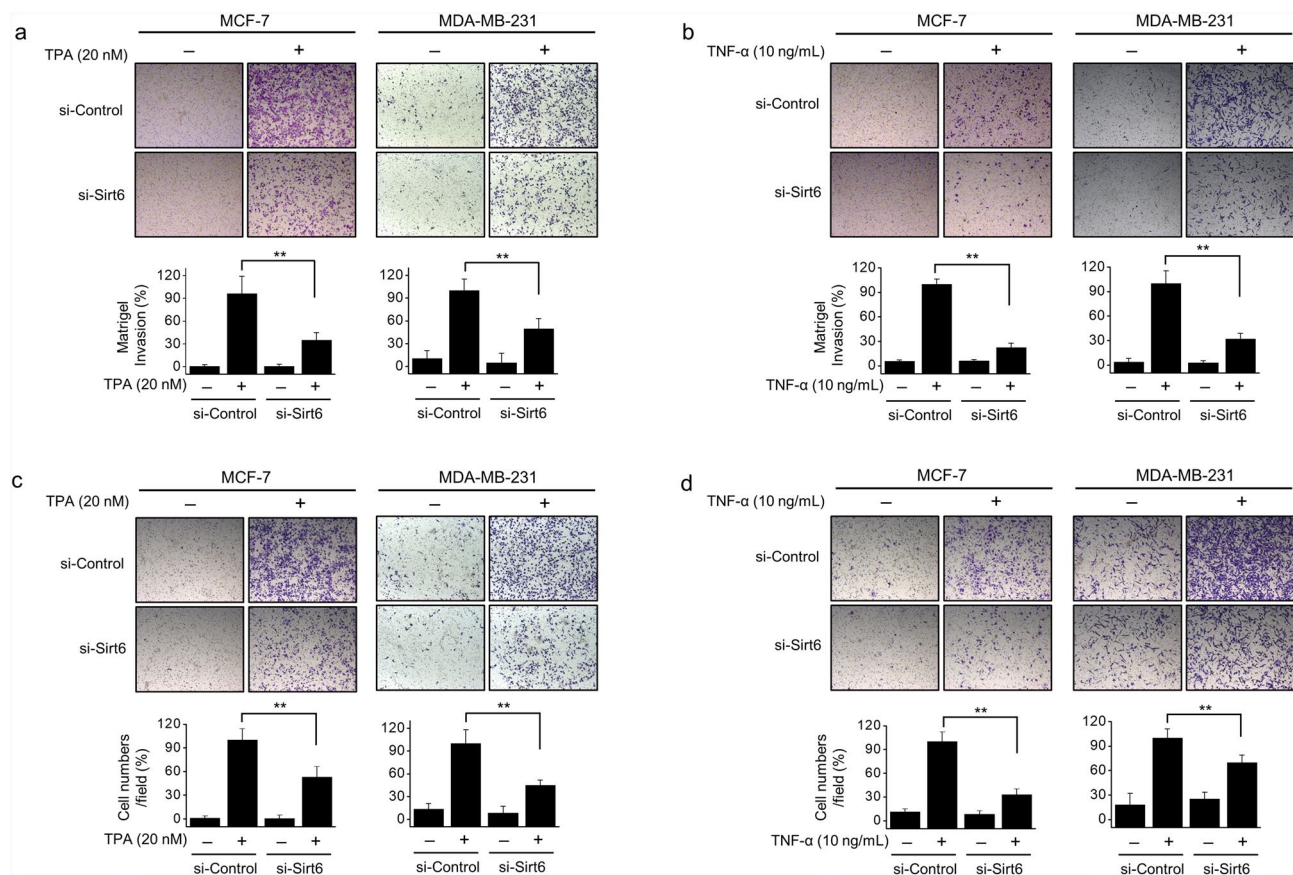 a
MCF-7 MDA-MB-231
TPA (20 nM) – + – +
si-Control
si-Sirt6
** **
Matrigel
Invasion (%)
120 90 60 30 0
120 90 60 30 0
TPA (20 nM) – + – + – + – +
si-Control si-Sirt6 si-Control si-Sirt6
b
MCF-7 MDA-MB-231
TNF-α (10 ng/mL) – + – +
si-Control
si-Sirt6
** **
Matrigel
Invasion (%)
120 90 60 30 0
120 90 60 30 0
TNF-α (10 ng/mL) – + – + – + – +
si-Control si-Sirt6 si-Control si-Sirt6
c
MCF-7 MDA-MB-231
TPA (20 nM) – + – +
si-Control
si-Sirt6
** **
Cell numbers
/field (%)
120 90 60 30 0
120 90 60 30 0
TPA (20 nM) – + – + – + – +
si-Control si-Sirt6 si-Control si-Sirt6
d
MCF-7 MDA-MB-231
TNF-α (10 ng/mL) – + – +
si-Control
si-Sirt6
** **
Cell numbers
/field (%)
120 90 60 30 0
120 90 60 30 0
TNF-α (10 ng/mL) – + – + – + – +
si-Control si-Sirt6 si-Control si-Sirt6